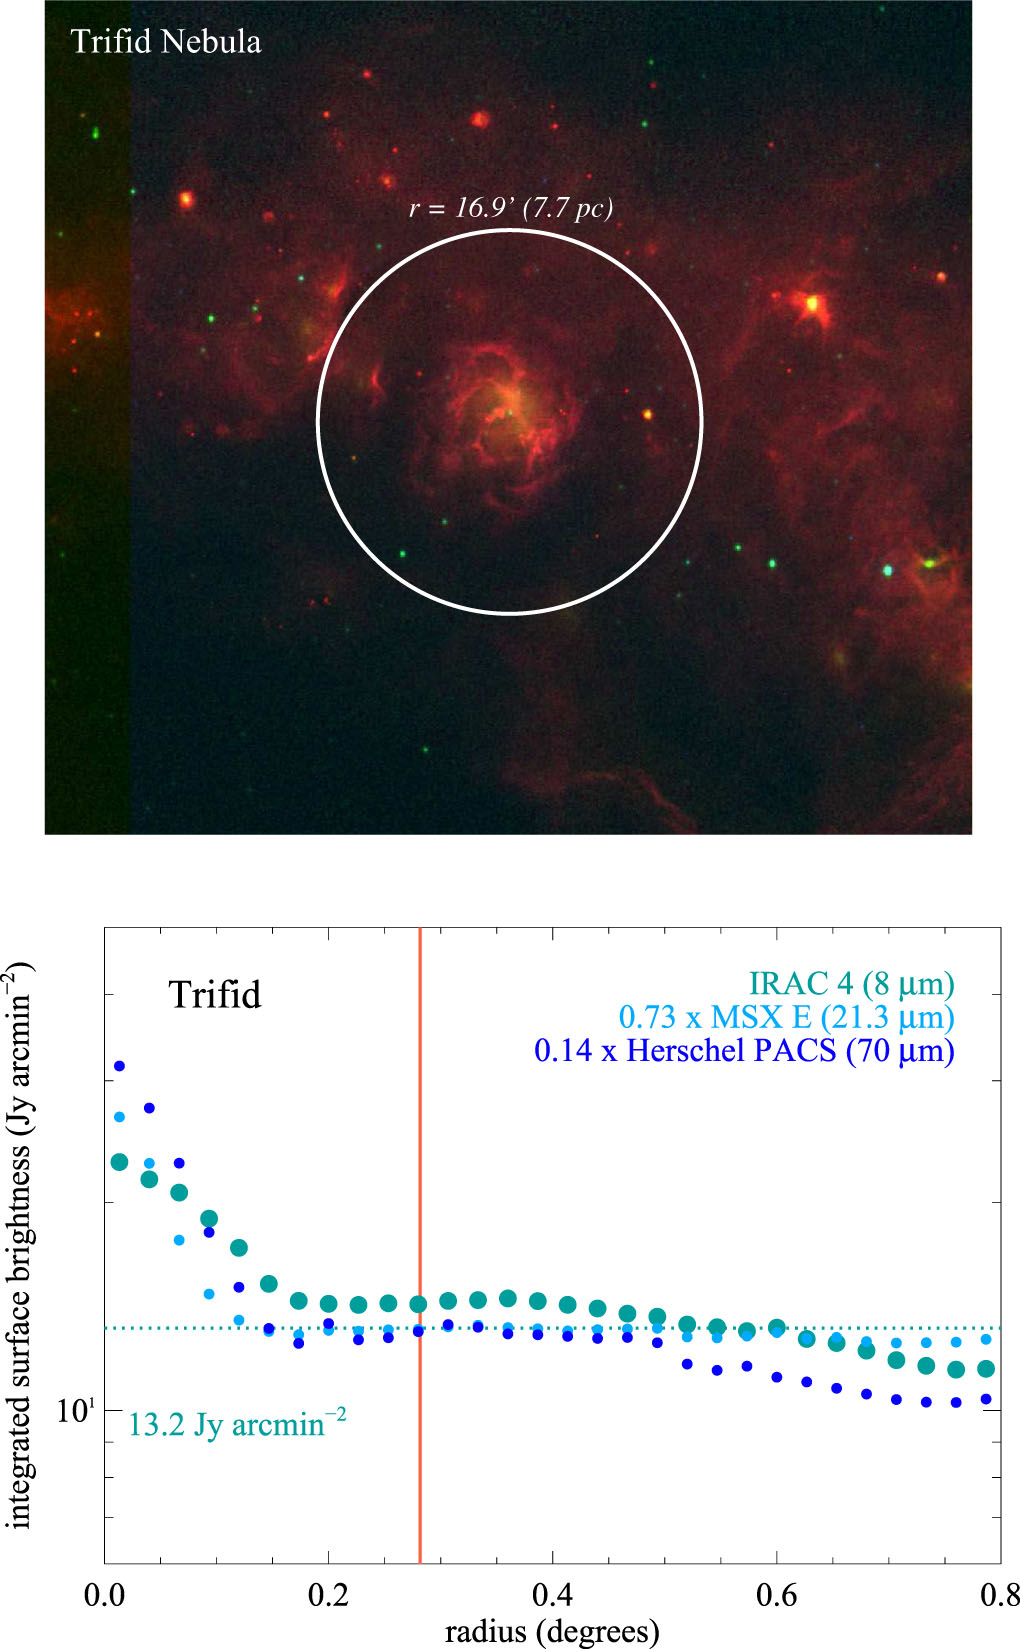 Trifid Nebula
r = 16.9’ (7.7 pc)
Trifid
IRAC 4 (8 μm)
0.73 x MSX E (21.3 μm)
0.14 x Herschel PACS (70 μm)
integrated surface brightness (Jy arcmin⁻²)
10¹
13.2 Jy arcmin⁻²
0.0 0.2 0.4 0.6 0.8
radius (degrees)